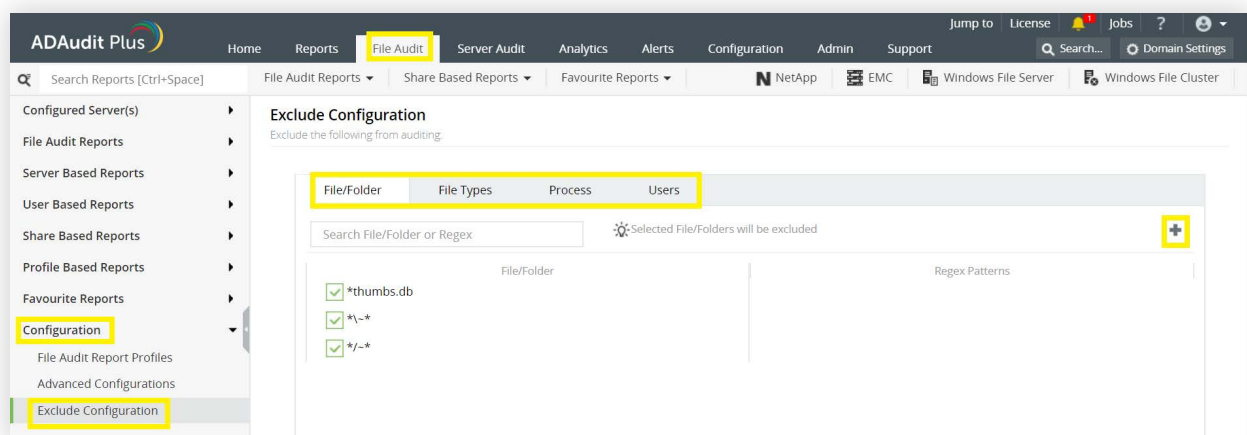 Jump to License 1 Jobs ?
ADAudit Plus
Home Reports File Audit Server Audit Analytics Alerts Configuration Admin Support Search... Domain Settings
Search Reports [Ctrl+Space] File Audit Reports Share Based Reports Favourite Reports NetApp EMC Windows File Server Windows File Cluster
Configured Server(s)
File Audit Reports
Server Based Reports
User Based Reports
Share Based Reports
Profile Based Reports
Favourite Reports
Configuration
File Audit Report Profiles
Advanced Configurations
Exclude Configuration
Exclude Configuration
Exclude the following from auditing.
File/Folder File Types Process Users
Search File/Folder or Regex Selected File/Folders will be excluded
File/Folder Regex Patterns
*thumbs.db
*\~*
*/~*